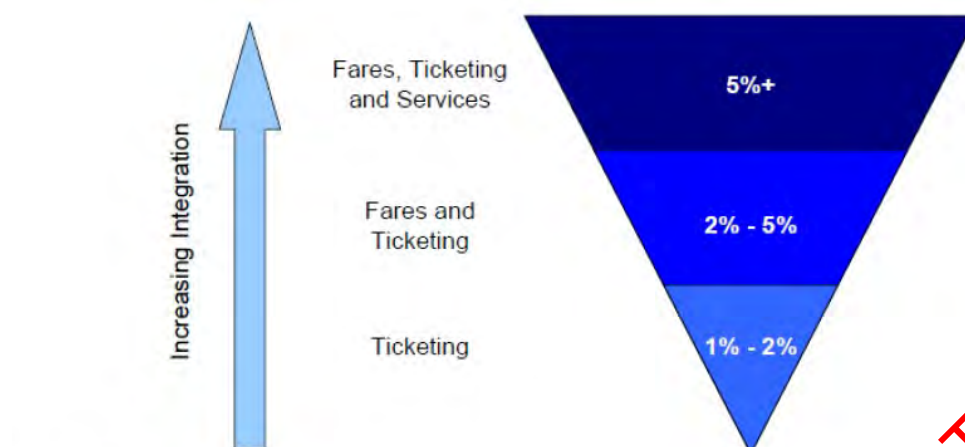 Increasing Integration
Fares, Ticketing
and Services
5%+
Fares and
Ticketing
2% - 5%
Ticketing
1% - 2%